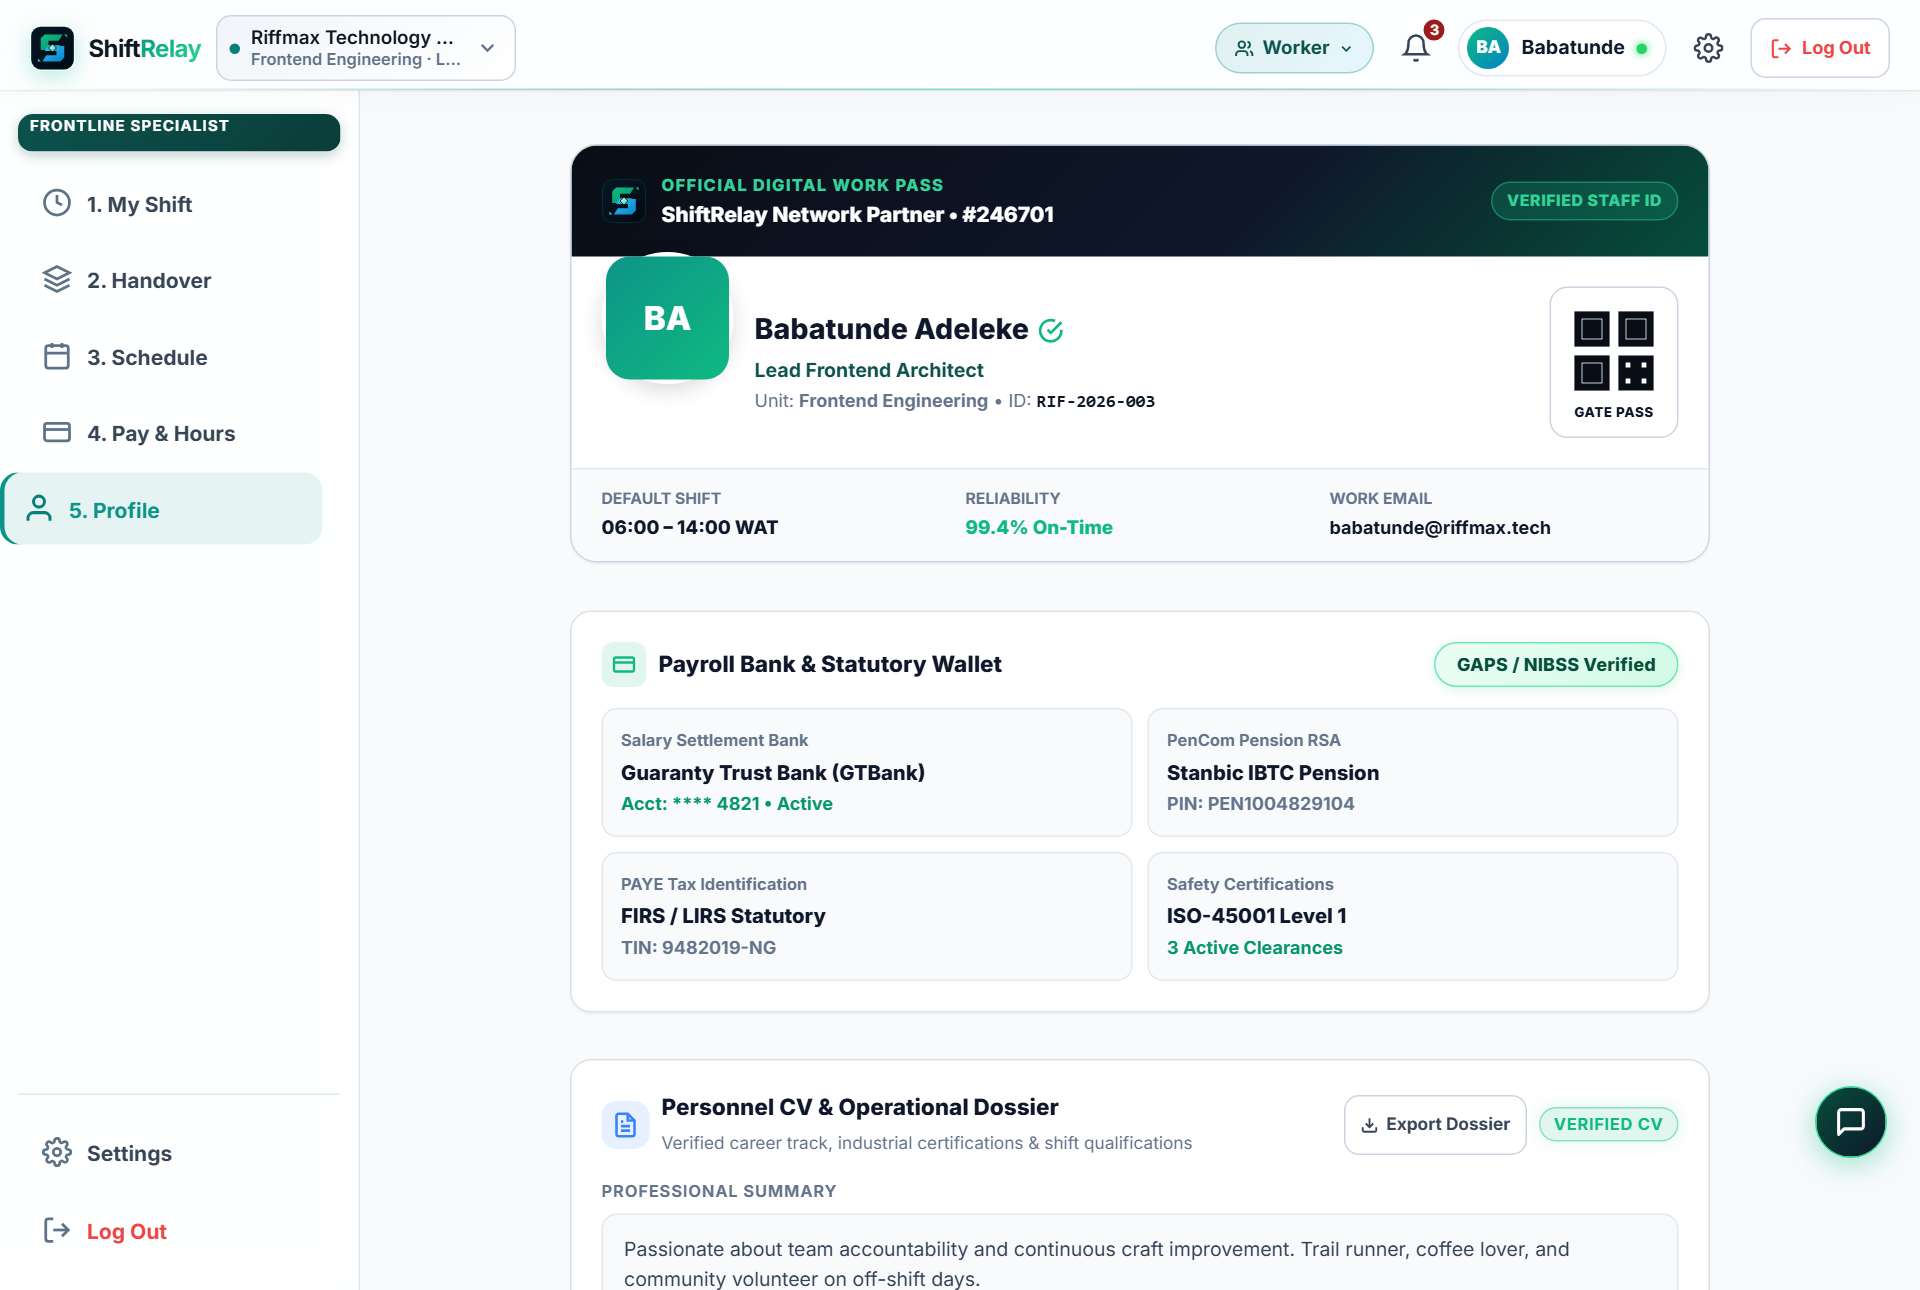 ShiftRelay
Riffmax Technology ...
Frontend Engineering · L...
Worker
3
BA
Babatunde
Log Out
FRONTLINE SPECIALIST
1. My Shift
2. Handover
3. Schedule
4. Pay & Hours
5. Profile
Settings
Log Out
OFFICIAL DIGITAL WORK PASS
ShiftRelay Network Partner • #246701
VERIFIED STAFF ID
BA
Babatunde Adeleke
Lead Frontend Architect
Unit: Frontend Engineering • ID: RIF-2026-003
GATE PASS
DEFAULT SHIFT
06:00 – 14:00 WAT
RELIABILITY
99.4% On-Time
WORK EMAIL
babatunde@riffmax.tech
Payroll Bank & Statutory Wallet
GAPS / NIBSS Verified
Salary Settlement Bank
Guaranty Trust Bank (GTBank)
Acct: **** 4821 • Active
PenCom Pension RSA
Stanbic IBTC Pension
PIN: PEN1004829104
PAYE Tax Identification
FIRS / LIRS Statutory
TIN: 9482019-NG
Safety Certifications
ISO-45001 Level 1
3 Active Clearances
Personnel CV & Operational Dossier
Verified career track, industrial certifications & shift qualifications
Export Dossier
VERIFIED CV
PROFESSIONAL SUMMARY
Passionate about team accountability and continuous craft improvement. Trail runner, coffee lover, and
community volunteer on off-shift days.